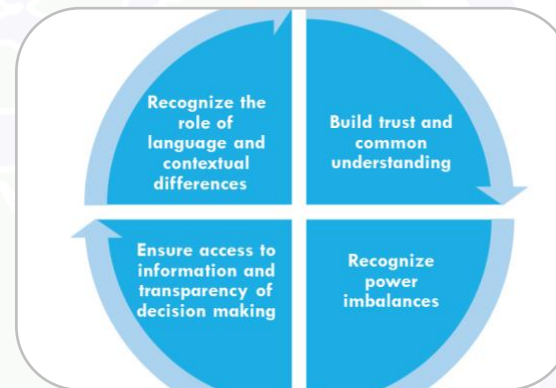 Recognize the
role of
language and
contextual
differences
Build trust and
common
understanding
Ensure access to
information and
transparency of
decision making
Recognize
power
imbalances